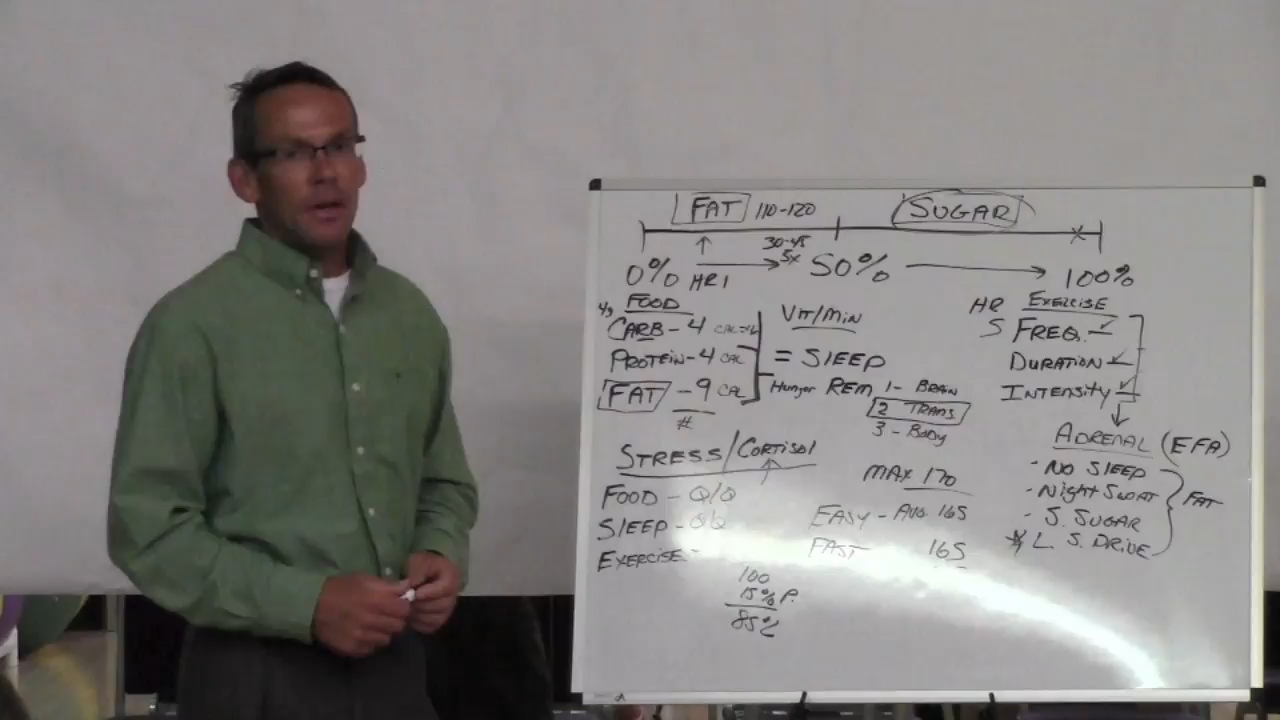 FAT 110-120 SUGAR
30-45
5x
0% HR1 50% 100%
FOOD
CARB - 4 CAL
PROTEIN - 4 CAL
FAT - 9 CAL
#
VIT/MIN
= SLEEP
Hunger REM 1 - BRAIN
2 TRANS
3 - BODY
HR EXERCISE
5 FREQ.
DURATION
INTENSITY
ADRENAL (EFA)
- NO SLEEP
- Night SWEAT
- S. SUGAR
L. S. DRIVE
FAT
STRESS/CORTISOL
FOOD - Q/Q
SLEEP - Q/Q
EXERCISE -
MAX 170
EASY - AVG. 165
FAST 165
100
15% P.
85%